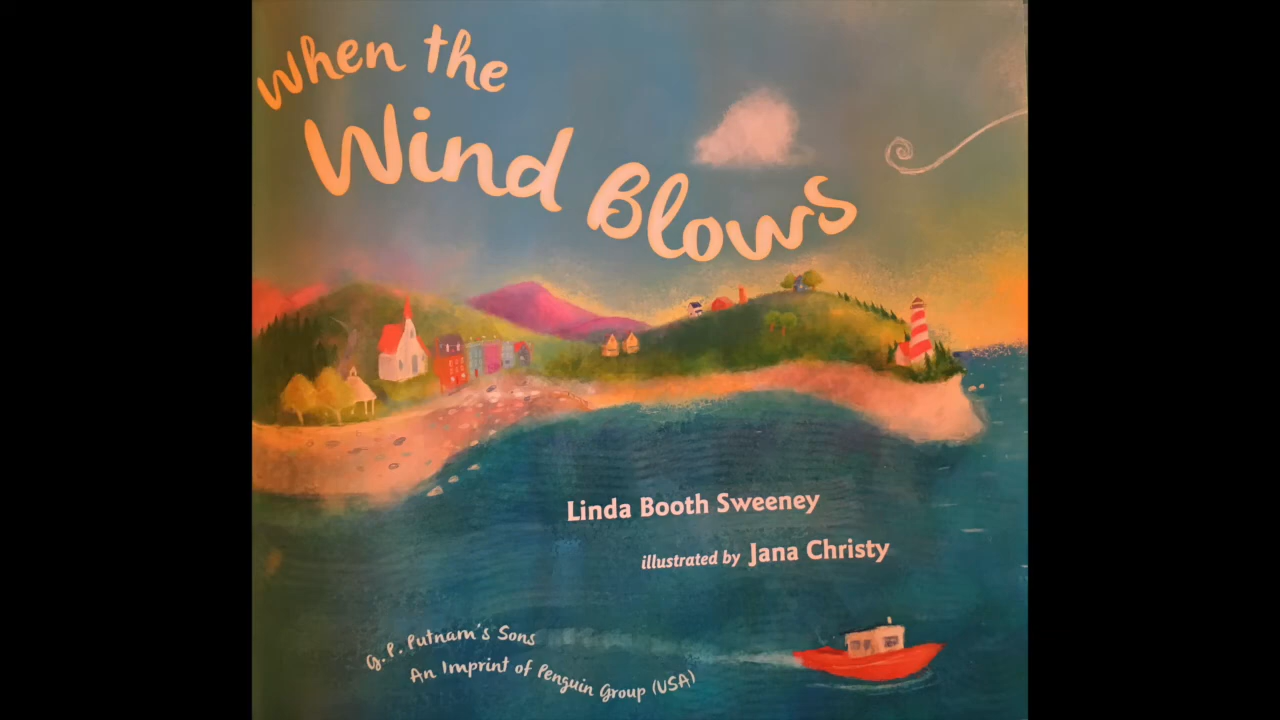 When the
Wind Blows
Linda Booth Sweeney
illustrated by Jana Christy
G. P. Putnam's Sons
An Imprint of Penguin Group (USA)